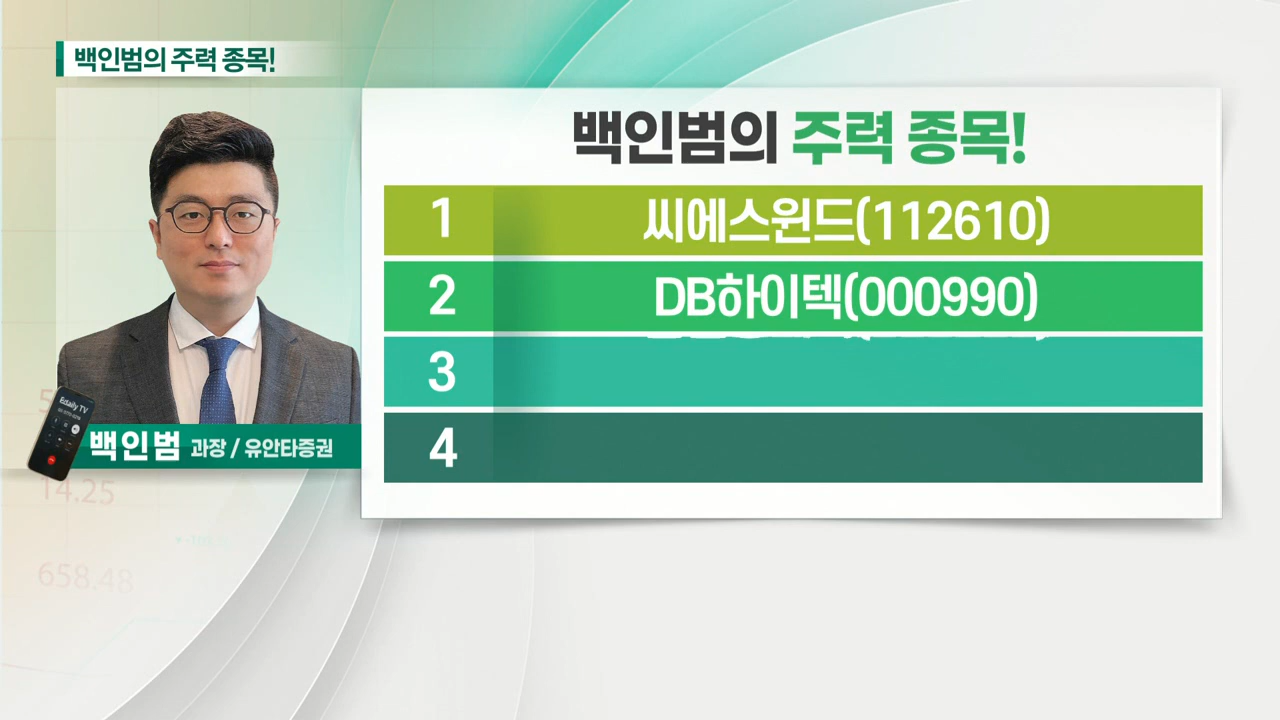 백인범의 주력 종목!
백인범의 주력 종목!
1 씨에스윈드(112610)
2 DB하이텍(000990)
3
4
Edaily TV
백인범 과장 / 유안타증권
14.25
658.48